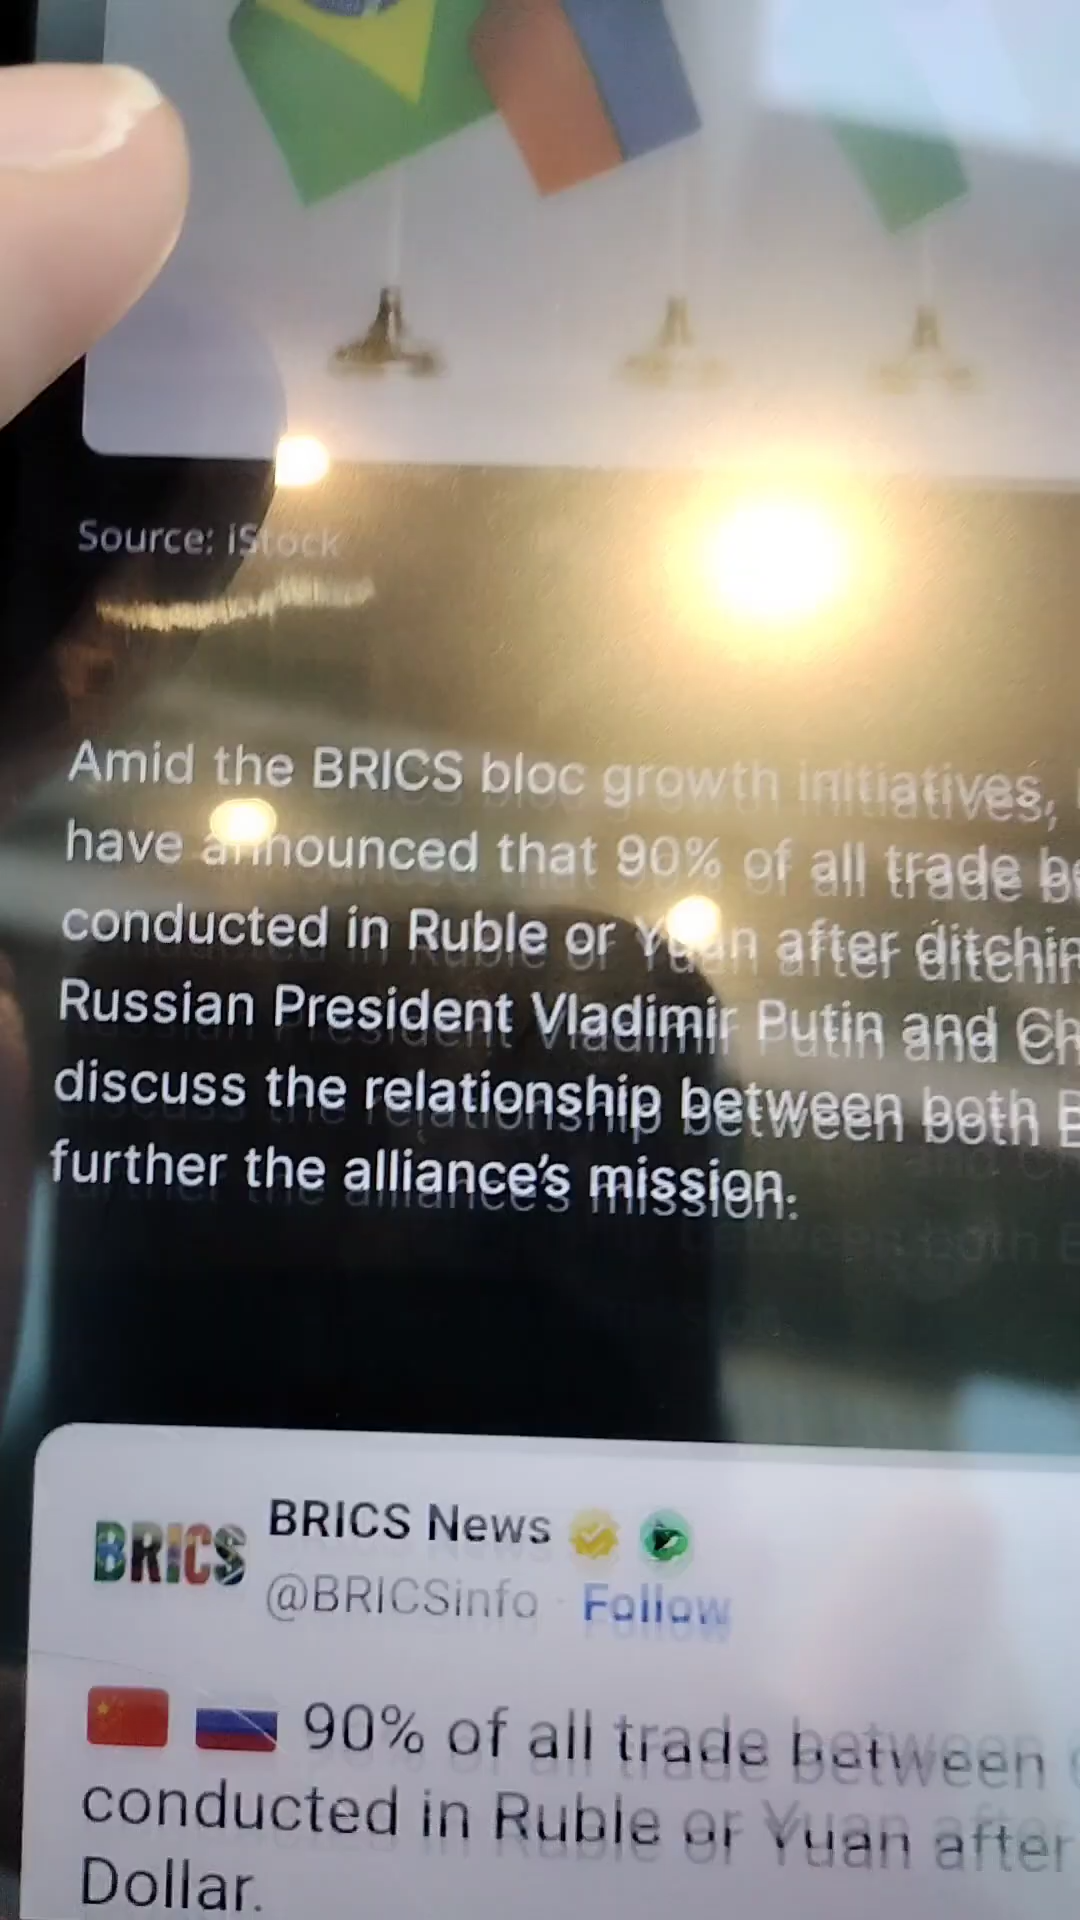 Source: iStock
Amid the BRICS bloc growth initiatives,
have announced that 90% of all trade
conducted in Ruble or Yuan after
Russian President Vladimir Putin and
discuss the relationship between both
further the alliance’s mission.
BRICS
BRICS News
@BRICSinfo · Follow
90% of all trade between
conducted in Ruble or Yuan after
Dollar.